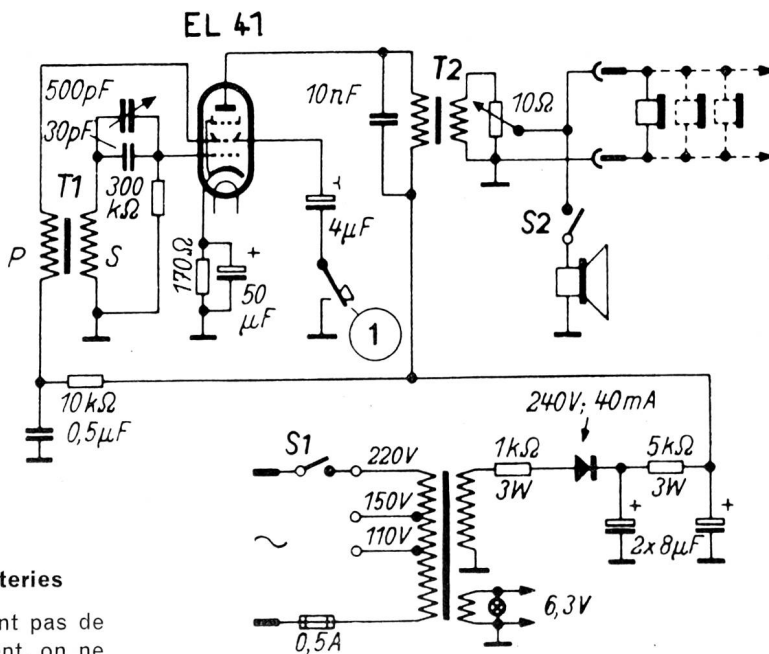 EL 41
500pF
30pF
T1
300
kΩ
P
S
170Ω
+
50
µF
10nF
4µF
1
T2
10Ω
S2
10kΩ
0,5µF
240V; 40mA
S1
220V
150V
110V
~
0,5A
1kΩ
3W
5kΩ
3W
+
+
2x8µF
6,3V
teries
nt pas de
ent, on ne